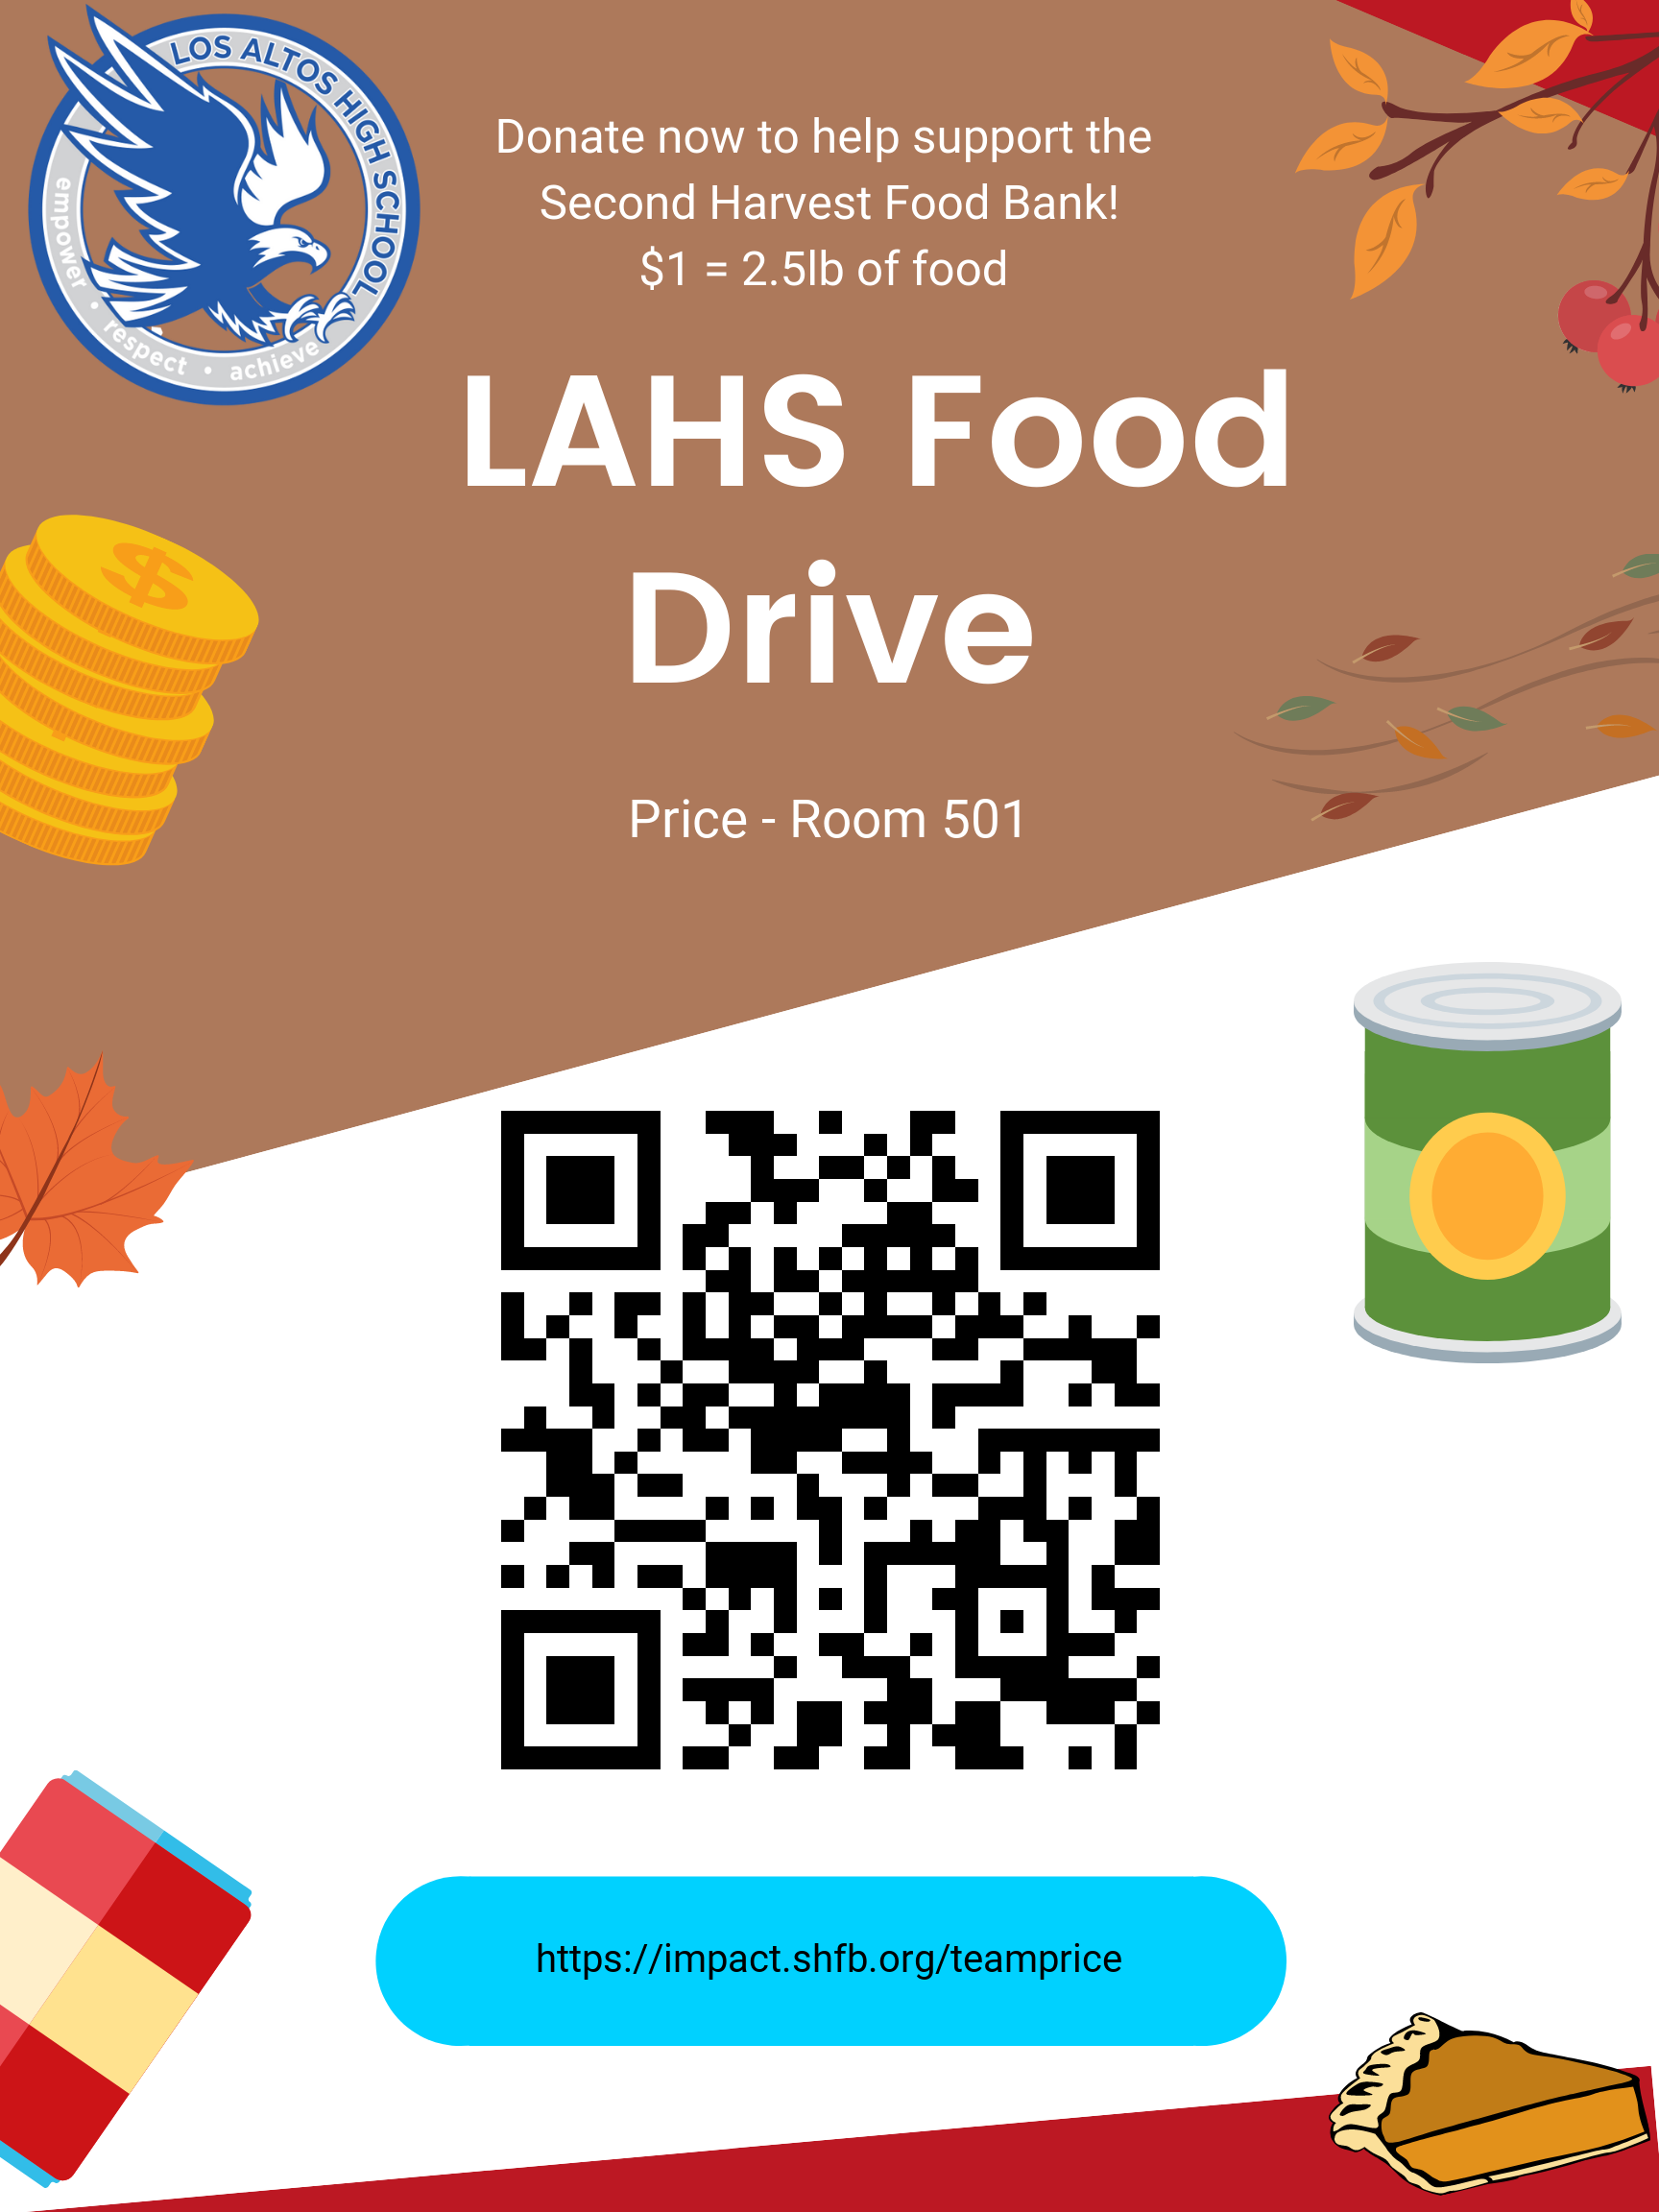 LOS ALTOS HIGH SCHOOL
empower • respect • achieve
Donate now to help support the
Second Harvest Food Bank!
$1 = 2.5lb of food
LAHS Food
Drive
$
Price - Room 501
https://impact.shfb.org/teamprice